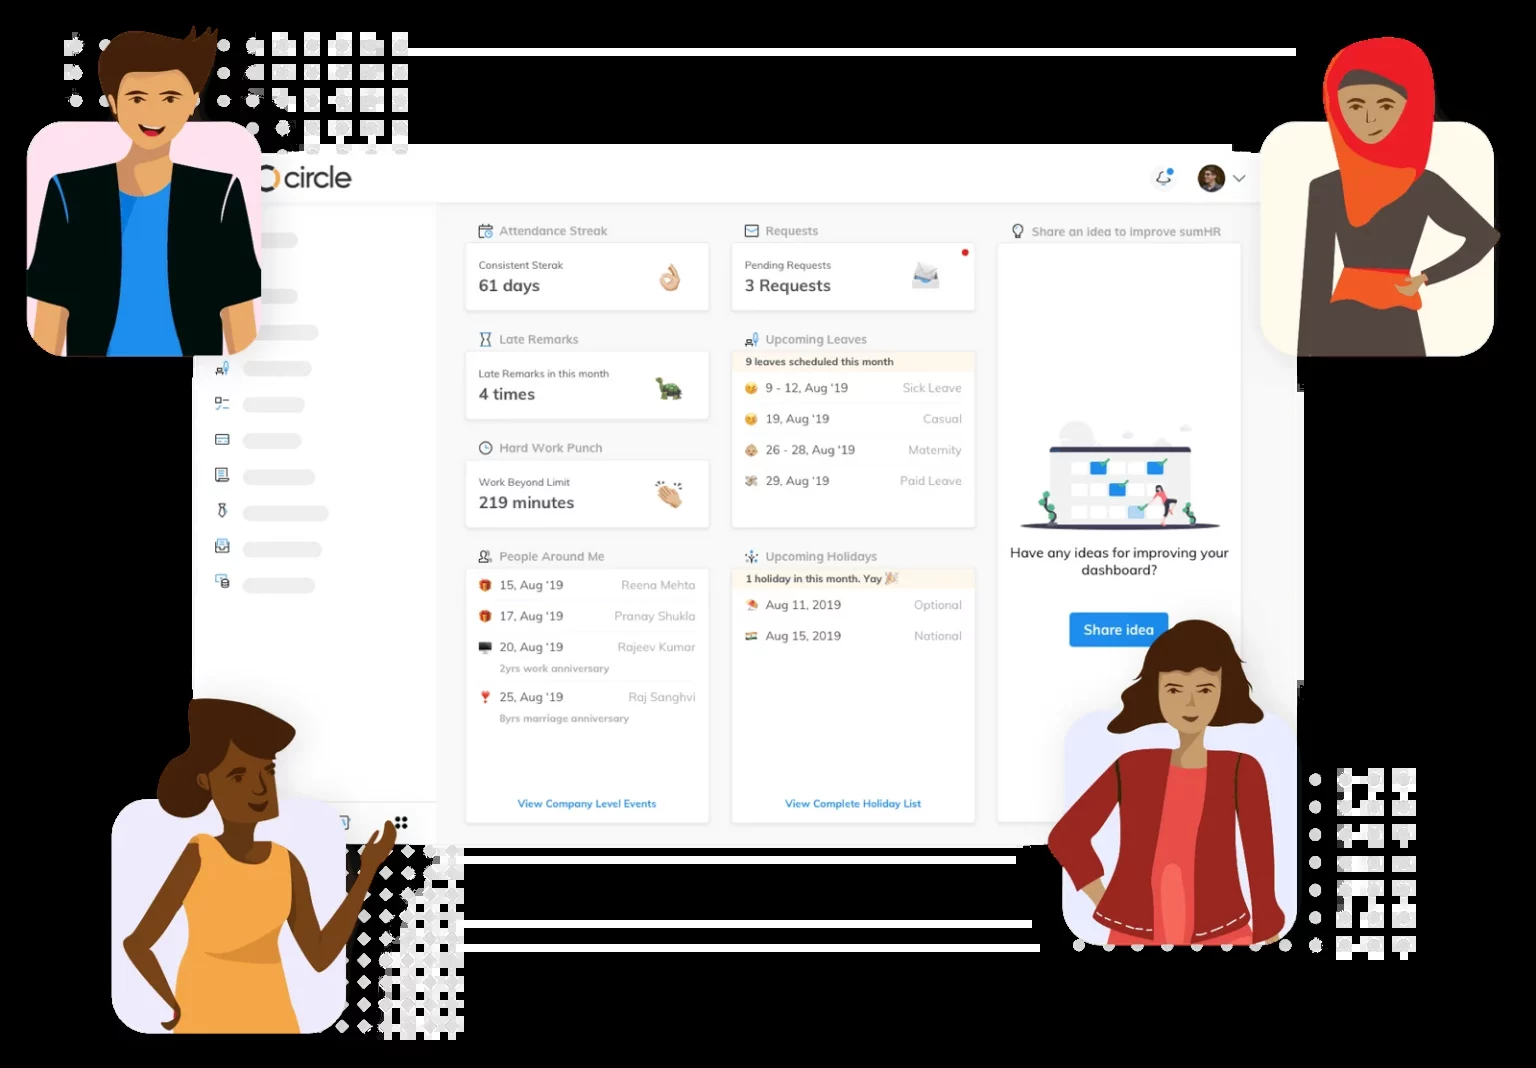 circle
Attendance Streak
Consistent Sterak
61 days
Late Remarks
Late Remarks in this month
4 times
Hard Work Punch
Work Beyond Limit
219 minutes
People Around Me
15, Aug '19 Reena Mehta
17, Aug '19 Pranay Shukla
20, Aug '19 Rajeev Kumar
2yrs work anniversary
25, Aug '19 Raj Sanghvi
8yrs marriage anniversary
View Company Level Events
Requests
Pending Requests
3 Requests
Upcoming Leaves
9 leaves scheduled this month
9 - 12, Aug '19 Sick Leave
19, Aug '19 Casual
26 - 28, Aug '19 Maternity
29, Aug '19 Paid Leave
Upcoming Holidays
1 holiday in this month. Yay
Aug 11, 2019 Optional
Aug 15, 2019 National
View Complete Holiday List
Share an idea to improve sumHR
Have any ideas for improving your
dashboard?
Share idea